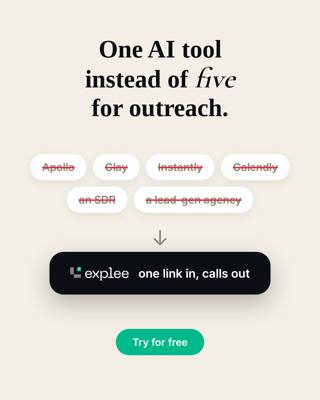 One AI tool
instead of five
for outreach.
Apollo Clay Instantly Calendly
an SDR a lead-gen agency
explee one link in, calls out
Try for free